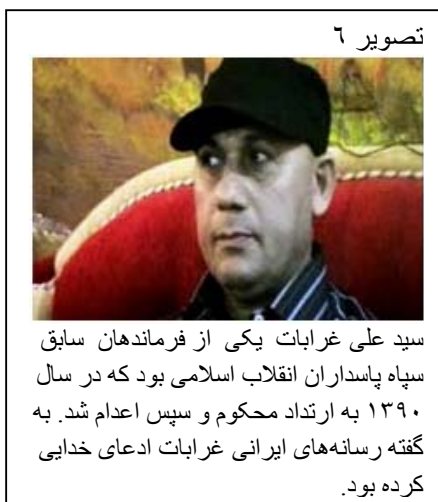 تصویر ٦
سید علی غرابات یکی از فرماندهان سابق
سپاه پاسداران انقلاب اسلامی بود که در سال
۱۳۹۰ به ارتداد محکوم و سپس اعدام شد. به
گفته رسانه‌های ایرانی غرابات ادعای خدایی
کرده بود.